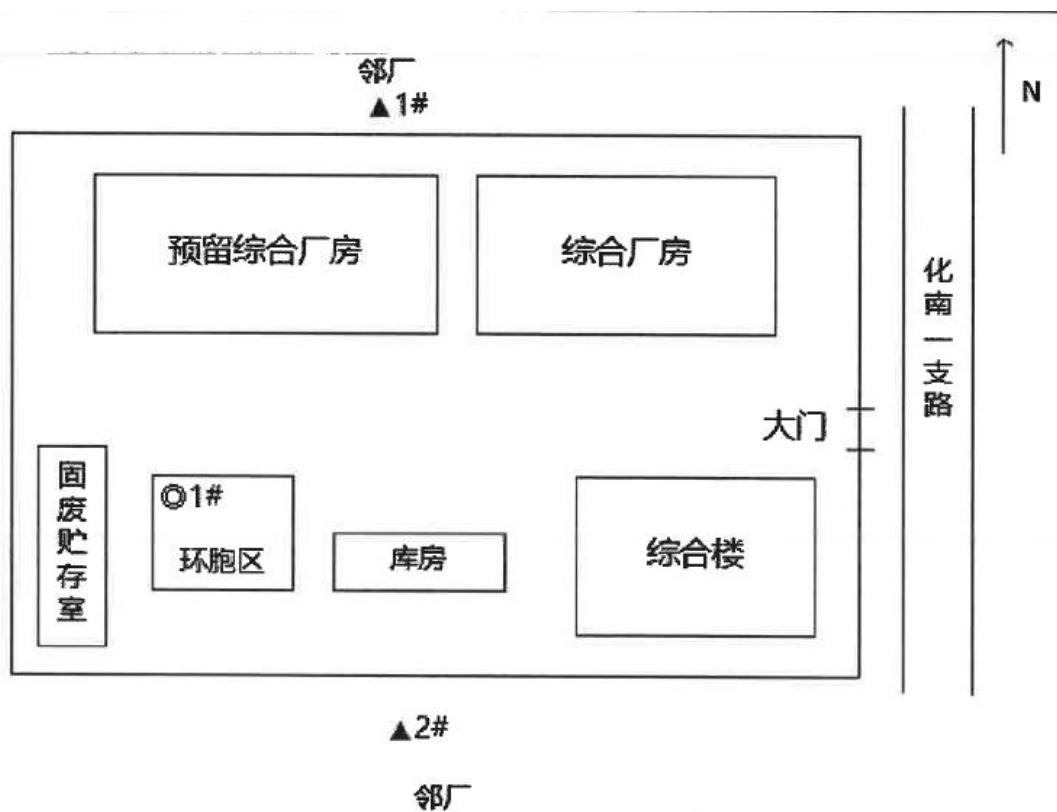 邻厂
▲1#
N
预留综合厂房
综合厂房
化南一支路
大门
固废贮存室
◎1#
环胞区
库房
综合楼
▲2#
邻厂